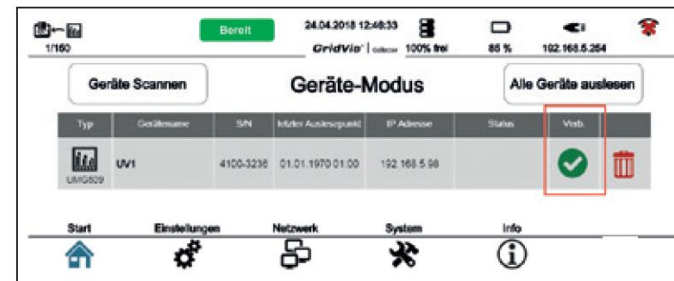 Bereit
24.04.2018 12:46:33
1/150
GridVis® | collector 100% frei
85 %
192.168.5.254
Geräte Scannen
Geräte-Modus
Alle Geräte auslesen
Typ Gerätename S/N letzter Auslesepunkt IP Adresse Status Verb.
UMG509 UV1 4100-3236 01.01.1970 01:00 192.168.5.98
Start Einstellungen Netzwerk System Info